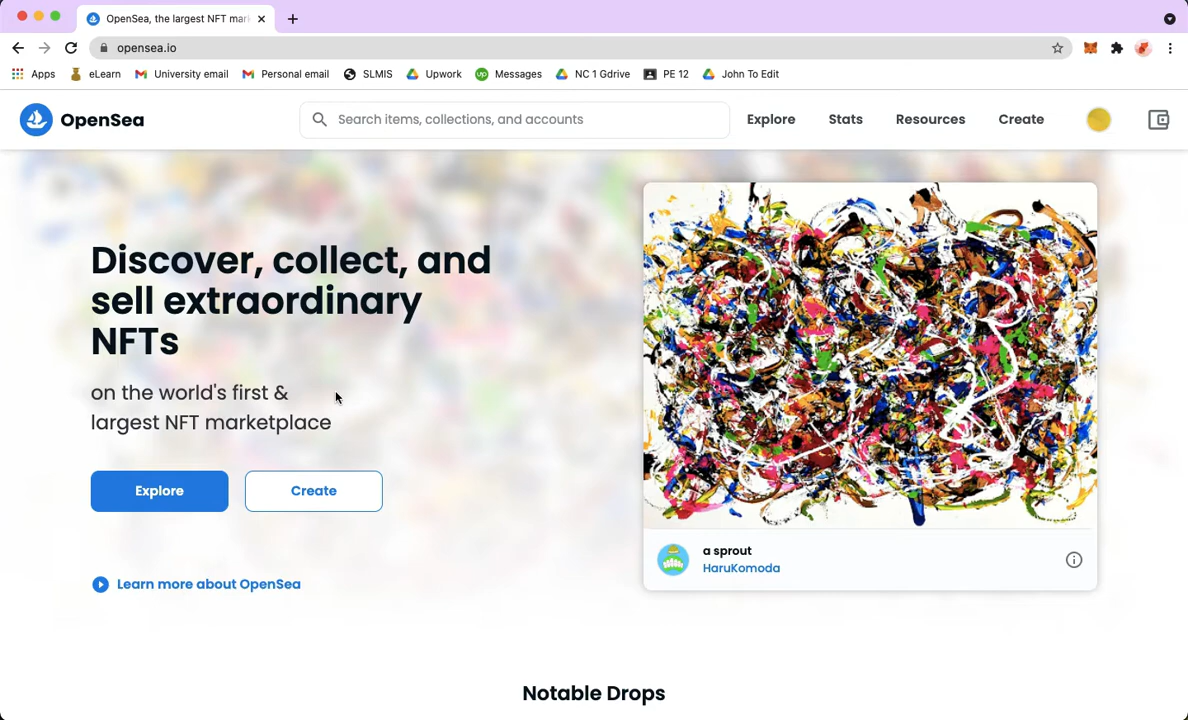 OpenSea, the largest NFT mar
opensea.io
Apps
eLearn
University email
Personal email
SLMIS
Upwork
up
Messages
NC 1 Gdrive
PE 12
John To Edit
OpenSea
Search items, collections, and accounts
Explore
Stats
Resources
Create
Discover, collect, and
sell extraordinary
NFTs
on the world's first &
largest NFT marketplace
Explore
Create
Learn more about OpenSea
a sprout
HaruKomoda
Notable Drops